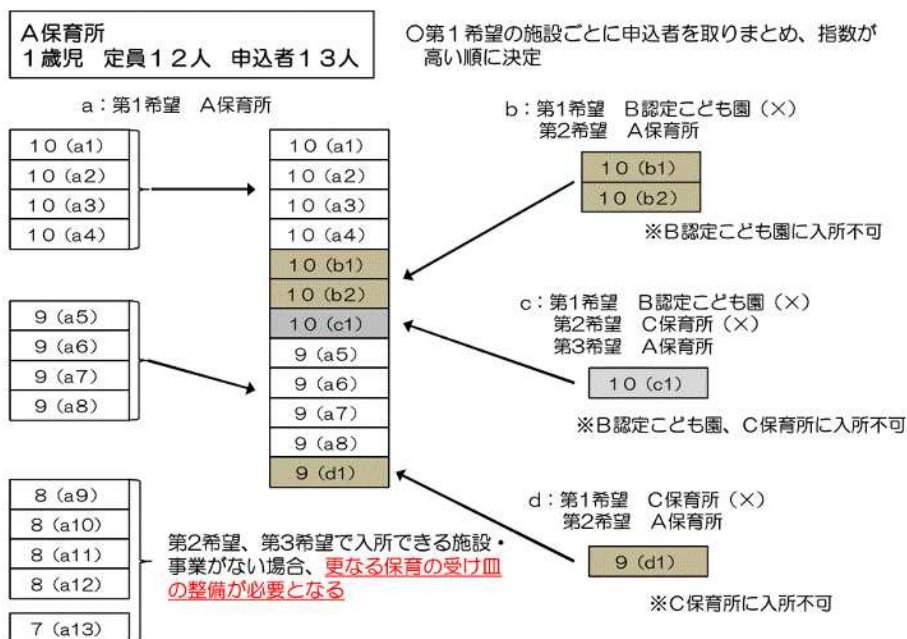 A保育所
1歳児 定員12人 申込者13人
○第1希望の施設ごとに申込者を取りまとめ、指数が
高い順に決定
a:第1希望 A保育所
10(a1)
10(a2)
10(a3)
10(a4)
9(a5)
9(a6)
9(a7)
9(a8)
8(a9)
8(a10)
8(a11)
8(a12)
7(a13)
10(a1)
10(a2)
10(a3)
10(a4)
10(b1)
10(b2)
10(c1)
9(a5)
9(a6)
9(a7)
9(a8)
9(d1)
第2希望、第3希望で入所できる施設・
事業がない場合、更なる保育の受け皿
の整備が必要となる
b:第1希望 B認定こども園(×)
第2希望 A保育所
10(b1)
10(b2)
※B認定こども園に入所不可
c:第1希望 B認定こども園(×)
第2希望 C保育所(×)
第3希望 A保育所
10(c1)
※B認定こども園、C保育所に入所不可
d:第1希望 C保育所(×)
第2希望 A保育所
9(d1)
※C保育所に入所不可